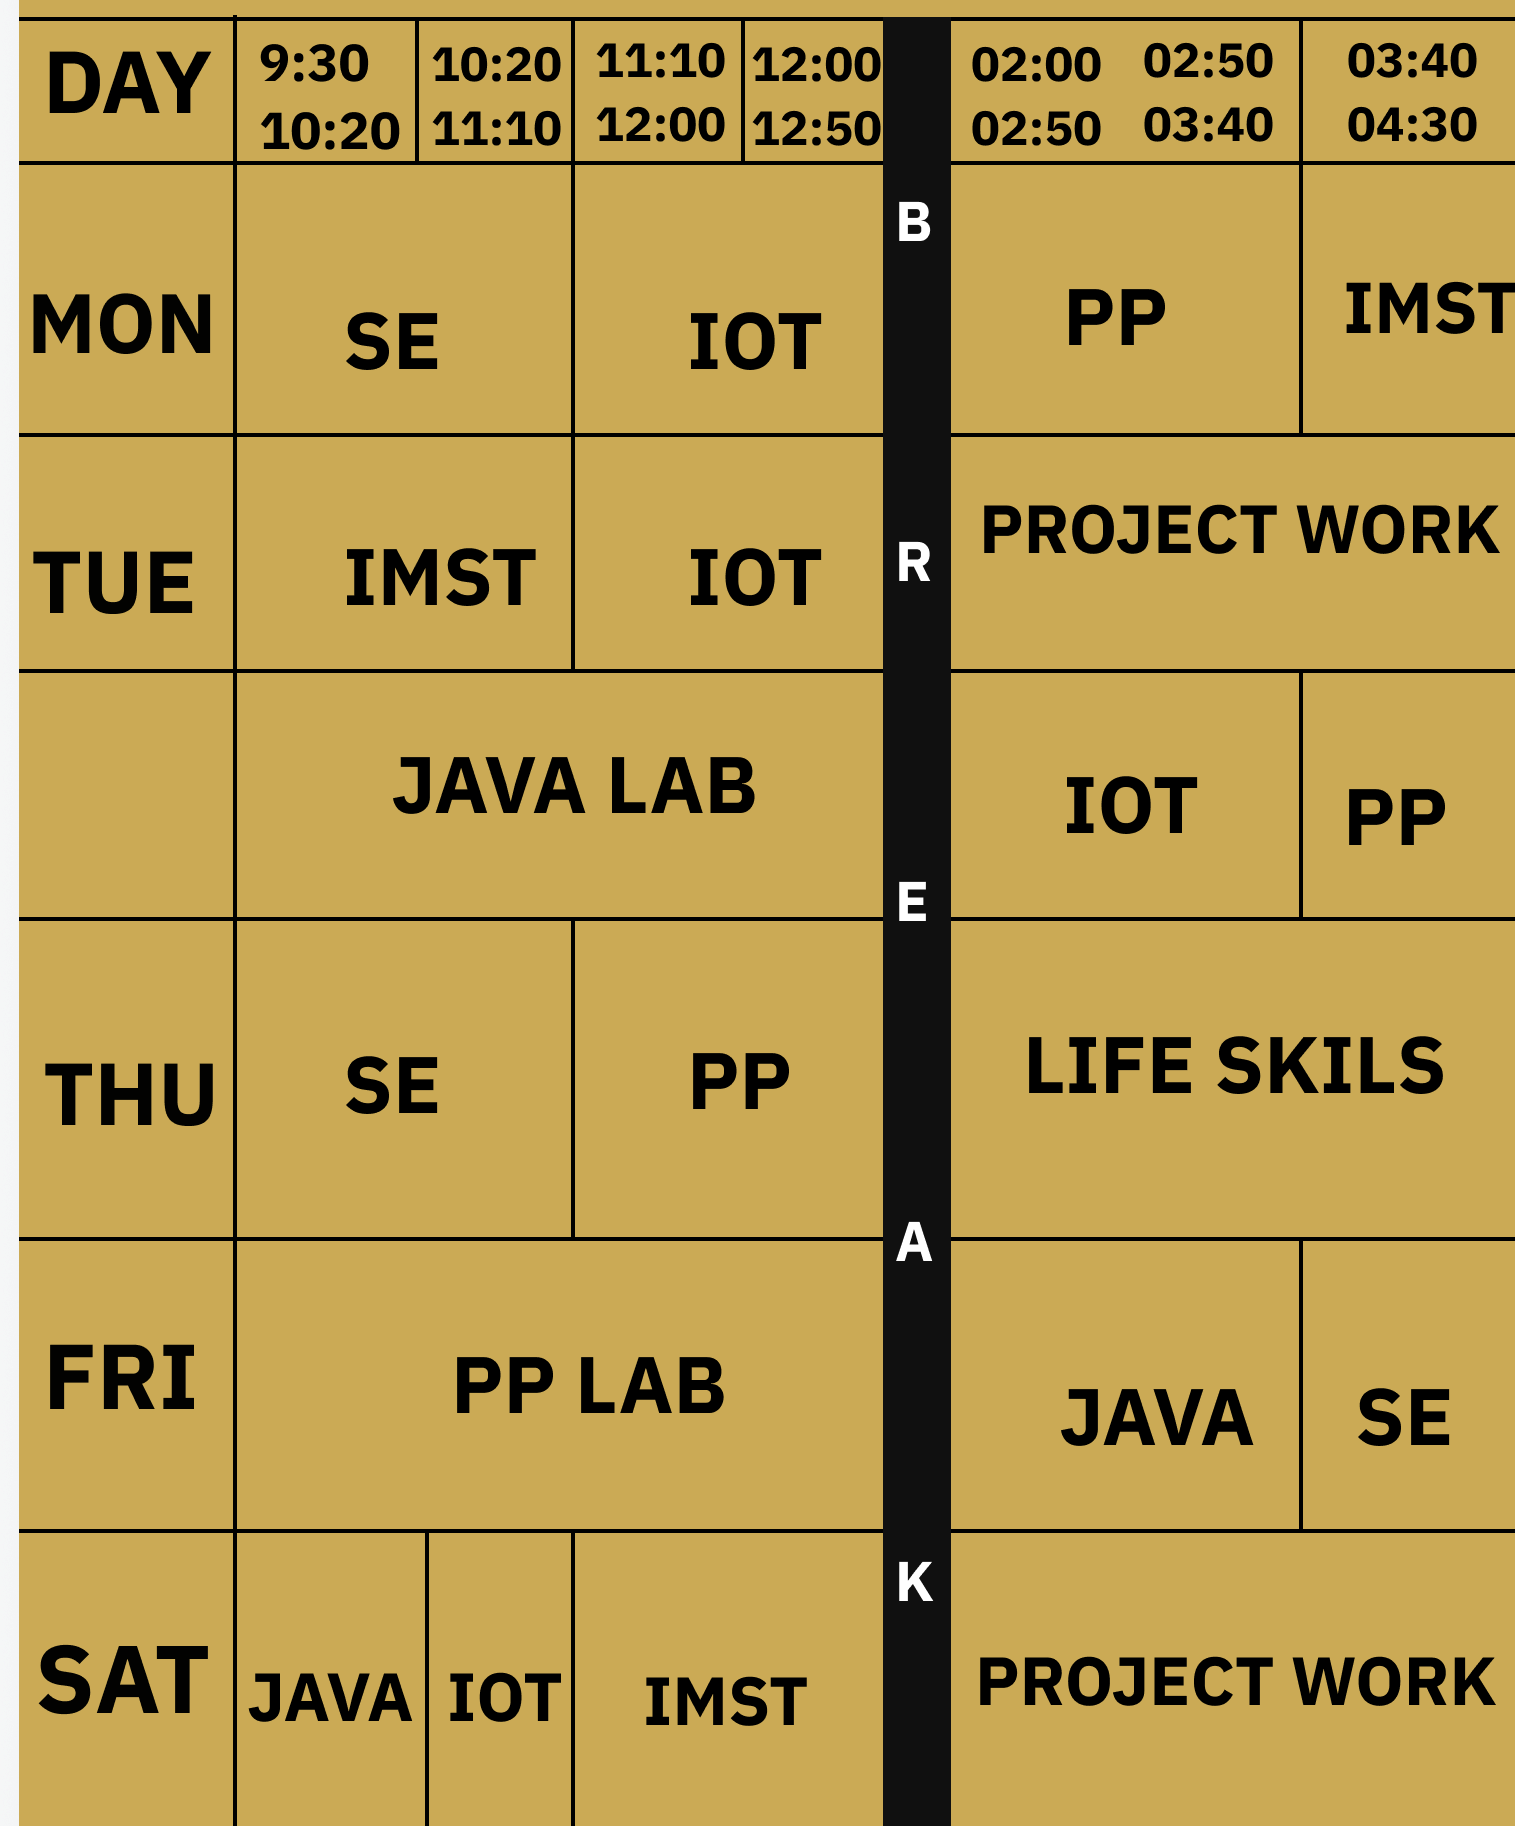 DAY 9:30 10:20 11:10 12:00 02:00 02:50 03:40
10:20 11:10 12:00 12:50 02:50 03:40 04:30
B
MON SE IOT PP IMST
TUE IMST IOT R PROJECT WORK
JAVA LAB IOT PP
E
THU SE PP LIFE SKILS
A
FRI PP LAB JAVA SE
K
SAT JAVA IOT IMST PROJECT WORK